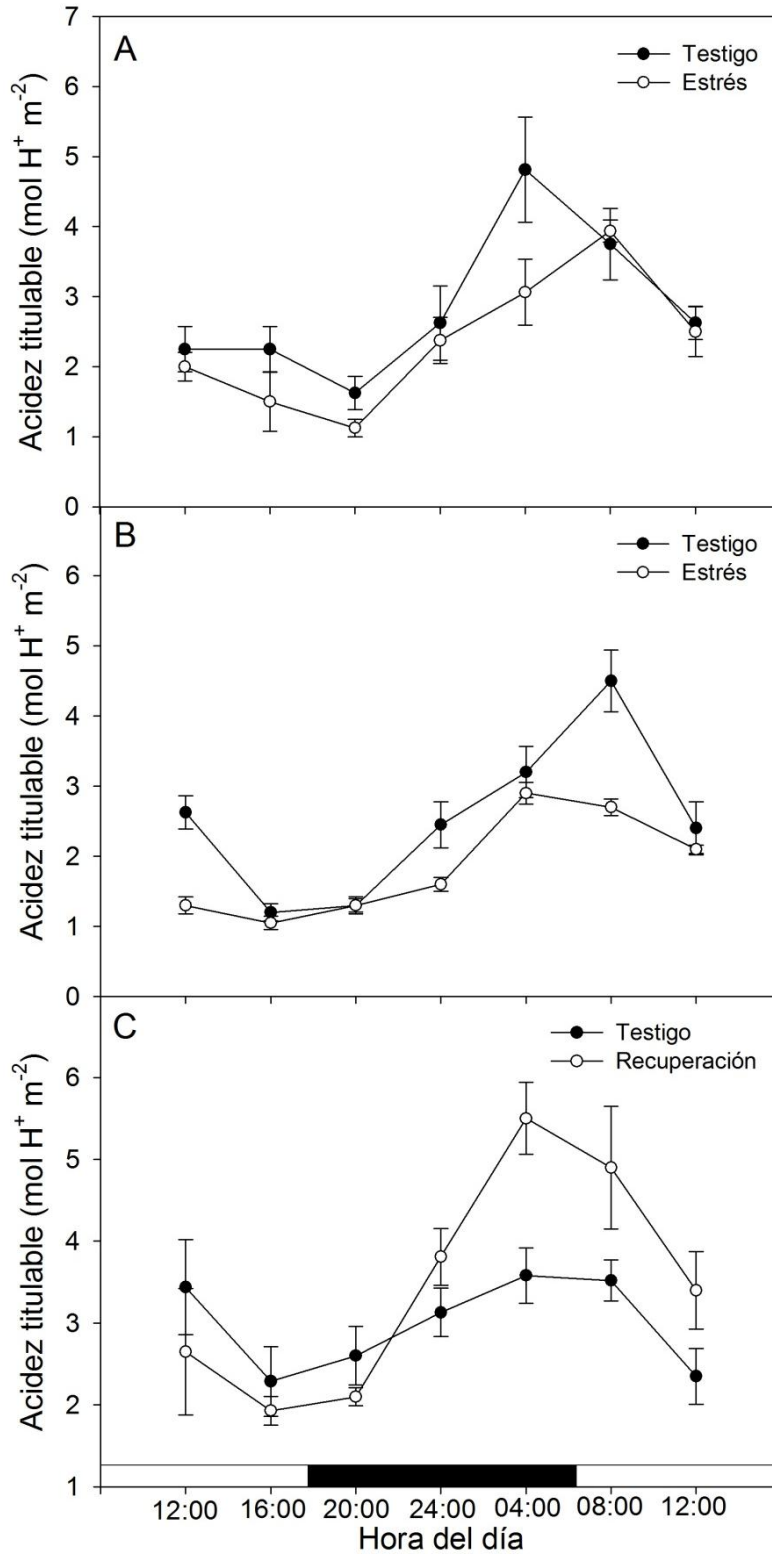 A
Testigo
Estrés
7
6
5
4
3
2
1
0
Acidez titulable (mol H⁺ m⁻²)
B
Testigo
Estrés
6
5
4
3
2
1
0
Acidez titulable (mol H⁺ m⁻²)
C
Testigo
Recuperación
6
5
4
3
2
1
Acidez titulable (mol H⁺ m⁻²)
12:00 16:00 20:00 24:00 04:00 08:00 12:00
Hora del día